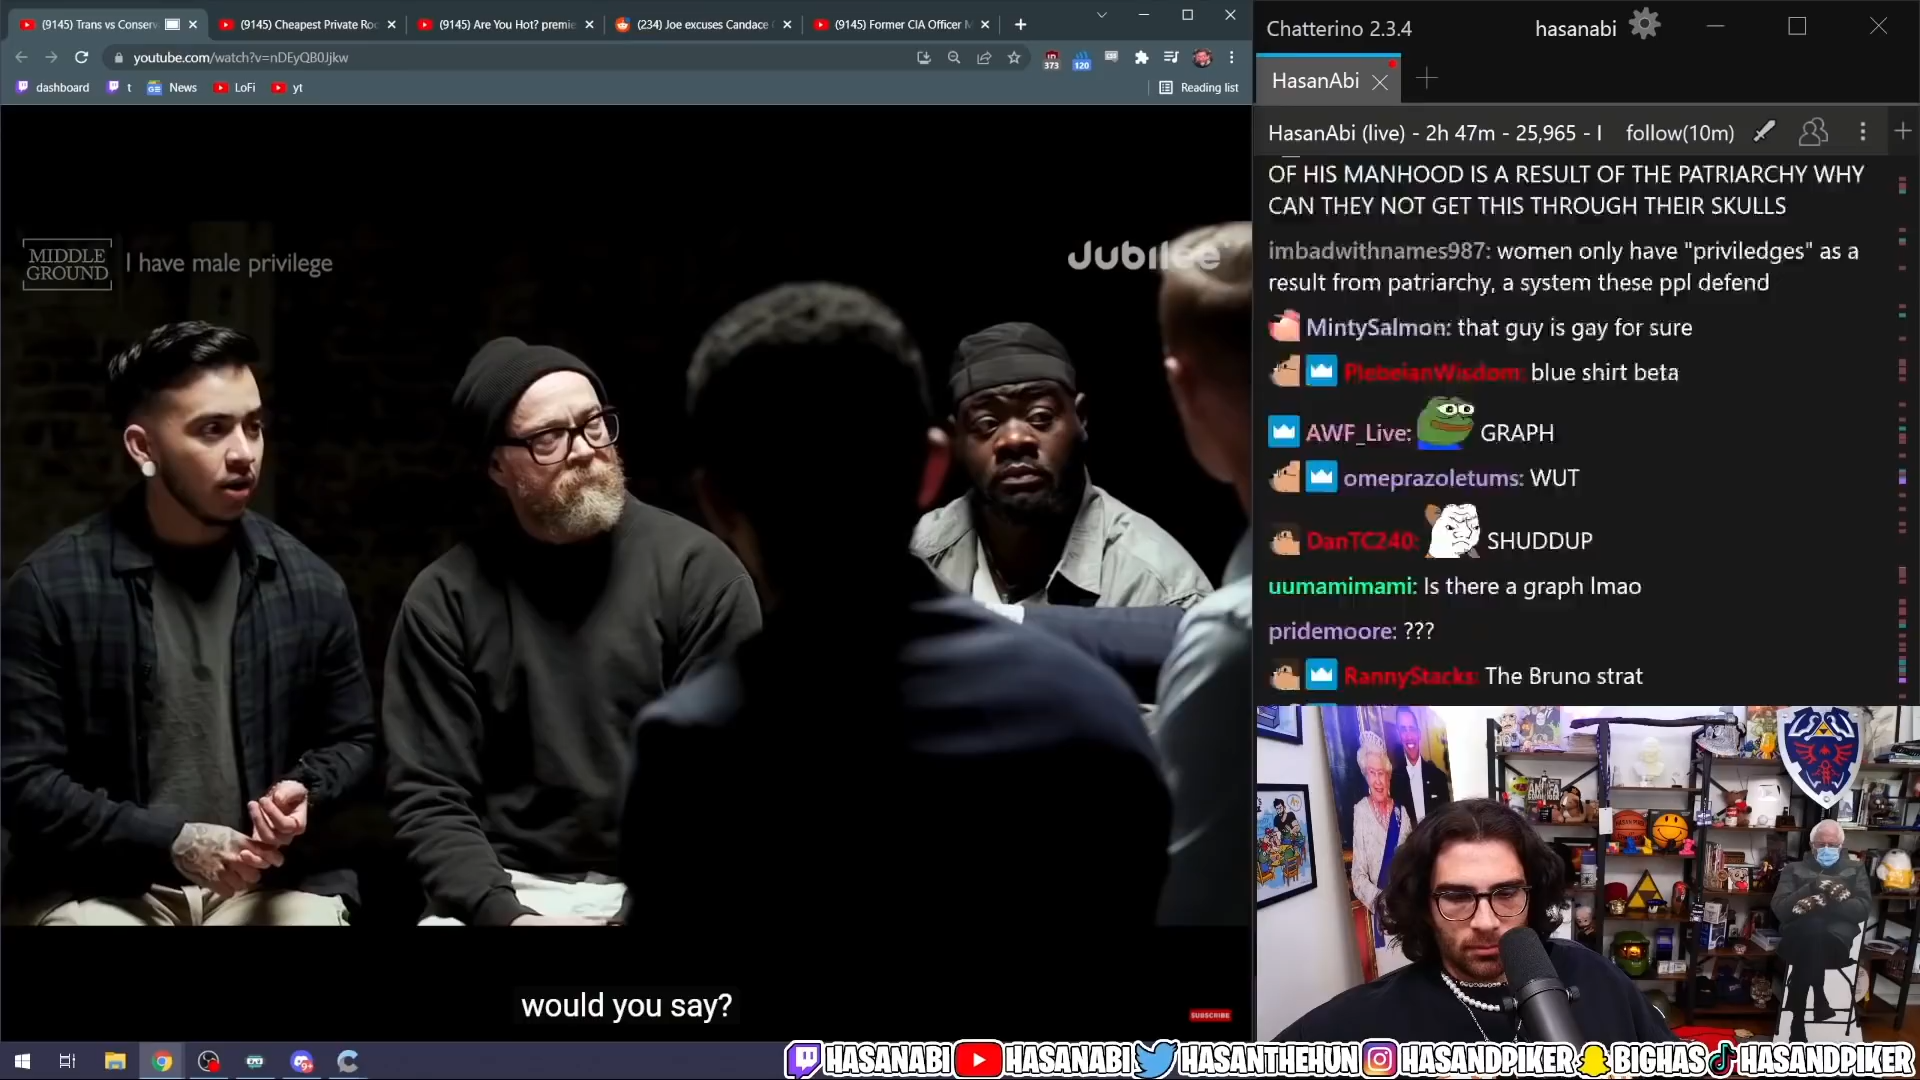 (9145) Trans vs Conserv
(9145) Cheapest Private Ro
(9145) Are You Hot? premie
(234) Joe excuses Candace
(9145) Former CIA Officer
youtube.com/watch?v=nDEyQB0Jjkw
373
120
dashboard
t
News
LoFi
yt
Reading list
MIDDLE
GROUND
I have male privilege
Jubilee
would you say?
SUBSCRIBE
Chatterino 2.3.4
hasanabi
HasanAbi
HasanAbi (live) - 2h 47m - 25,965 - I
follow(10m)
OF HIS MANHOOD IS A RESULT OF THE PATRIARCHY WHY
CAN THEY NOT GET THIS THROUGH THEIR SKULLS
imbadwithnames987: women only have "priviledges" as a
result from patriarchy, a system these ppl defend
MintySalmon: that guy is gay for sure
PlebeianWisdom: blue shirt beta
AWF_Live: GRAPH
omeprazoletums: WUT
DanTC240: SHUDDUP
uumamimami: Is there a graph lmao
pridemoore: ???
RannyStacks: The Bruno strat
HASANABI HASANABI HASANTHEHUN HASANDPIKER BIGHAS HASANDPIKER